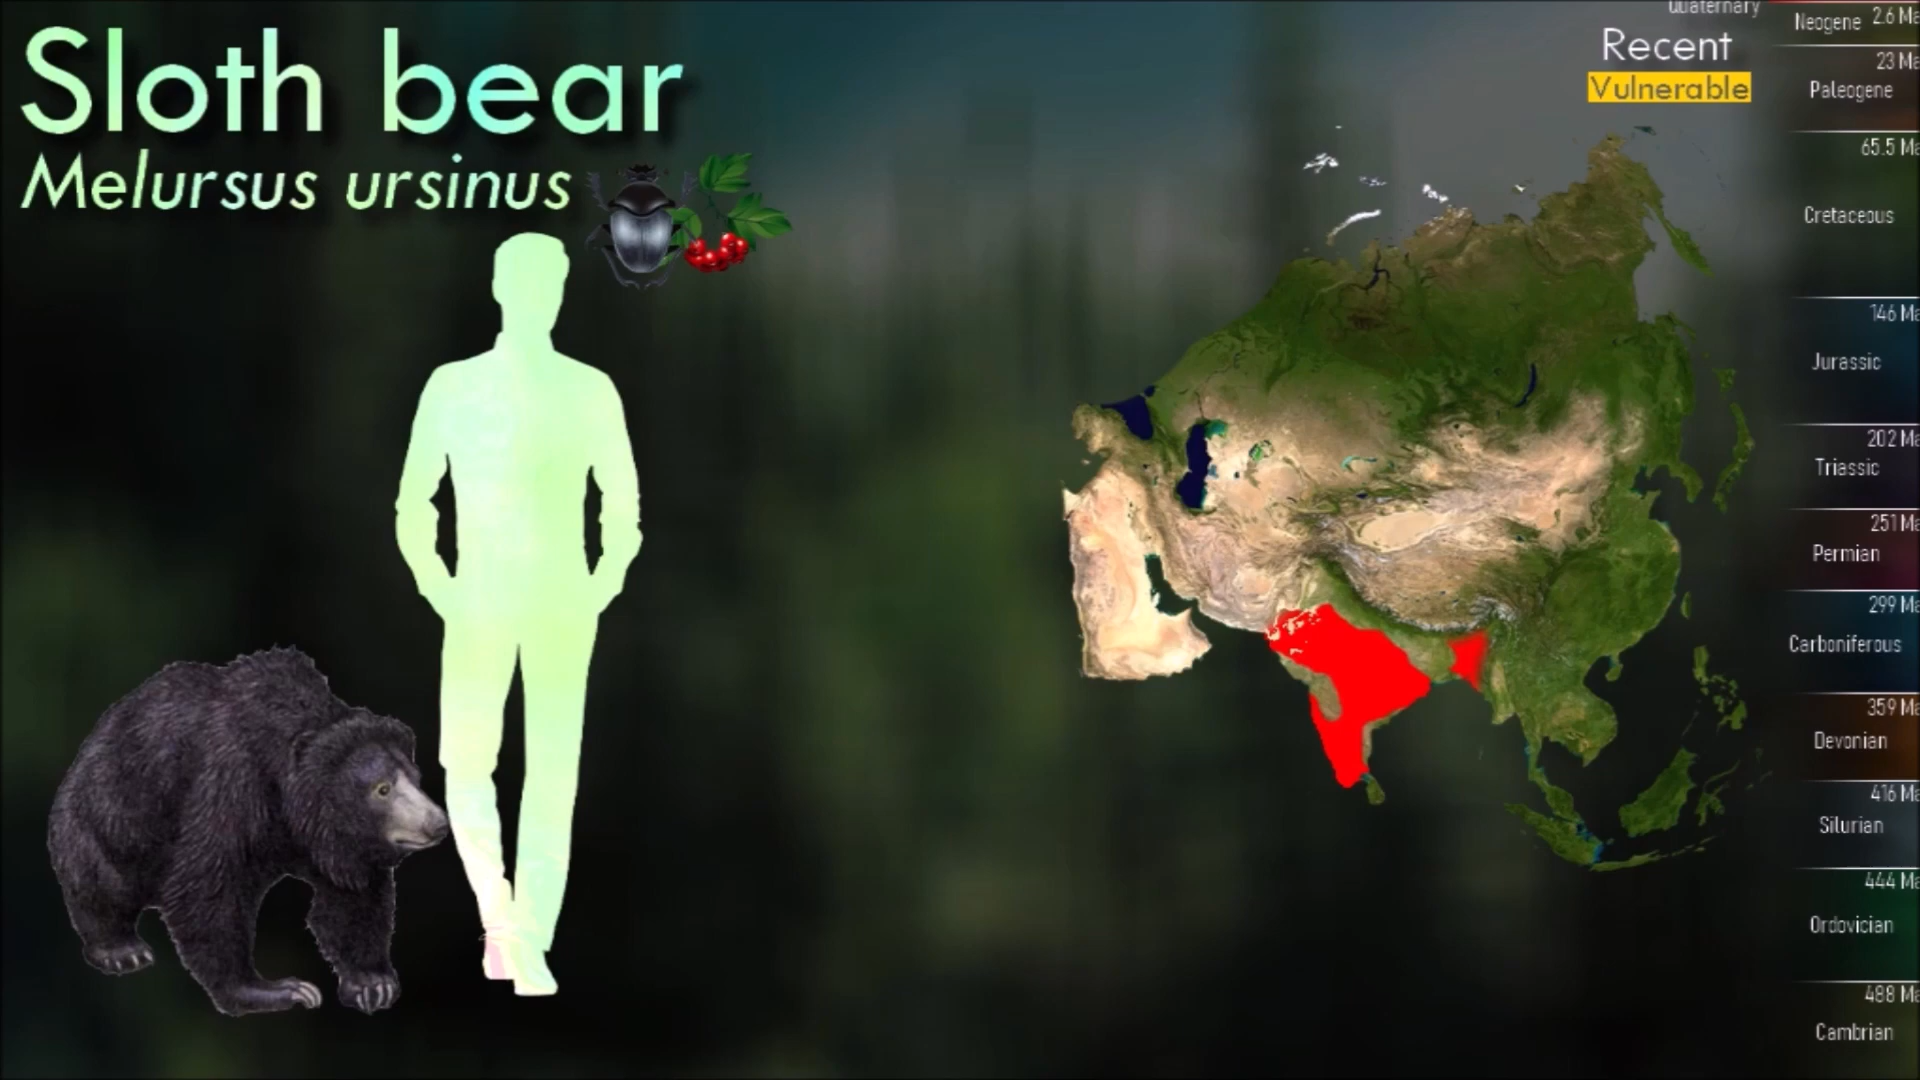 Sloth bear
Melursus ursinus
Recent
Vulnerable
Quaternary
2.6 Ma
Neogene
23 Ma
Paleogene
65.5 Ma
Cretaceous
146 Ma
Jurassic
202 Ma
Triassic
251 Ma
Permian
299 Ma
Carboniferous
359 Ma
Devonian
416 Ma
Silurian
444 Ma
Ordovician
488 Ma
Cambrian